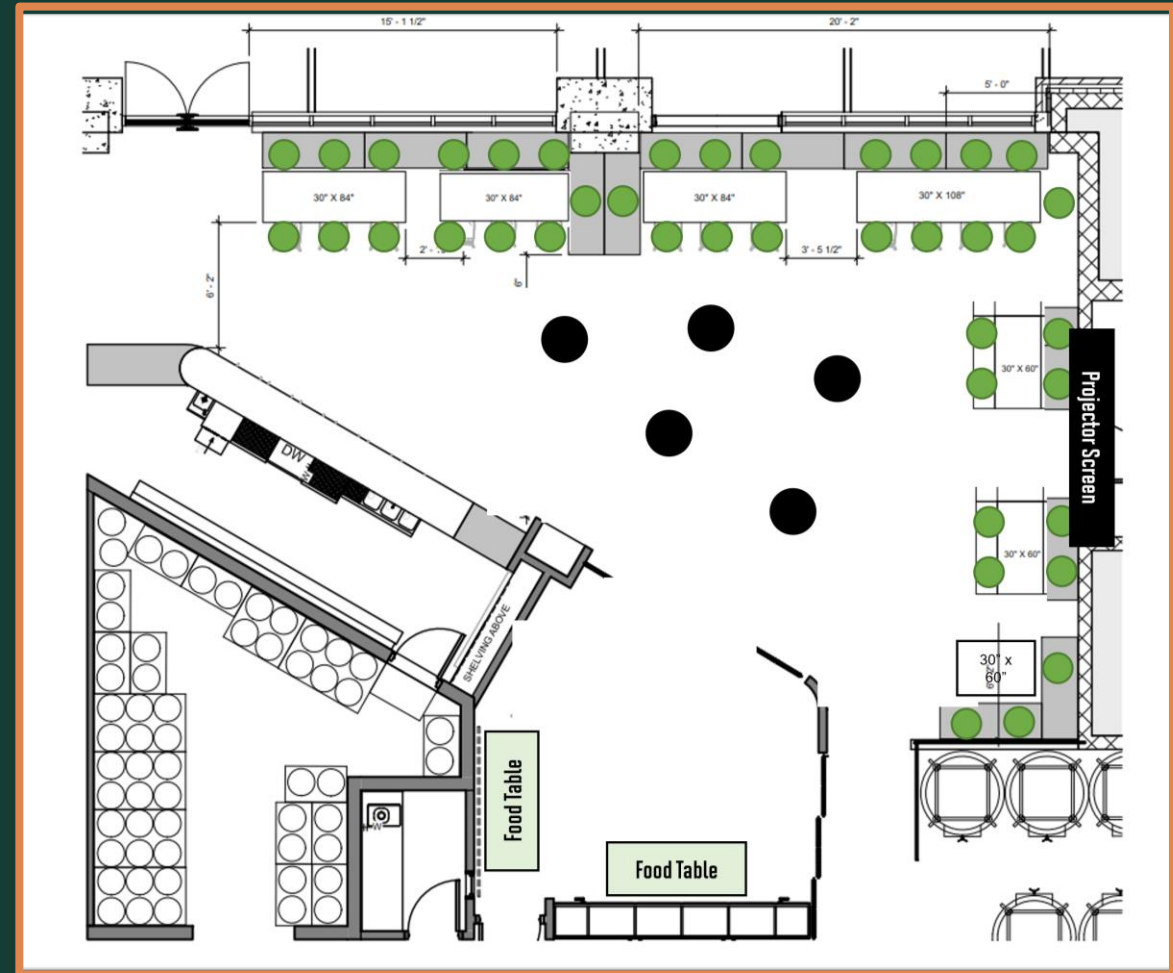 15' - 1 1/2"
20' - 2"
5' - 0"
30" X 84"
30" X 84"
30" X 84"
30" X 108"
2' -
3' - 5 1/2"
6"
6' - 2"
30" X 60"
Projector Screen
DW
30" X 60"
SHELVING ABOVE
30" x
60"
Food Table
Food Table